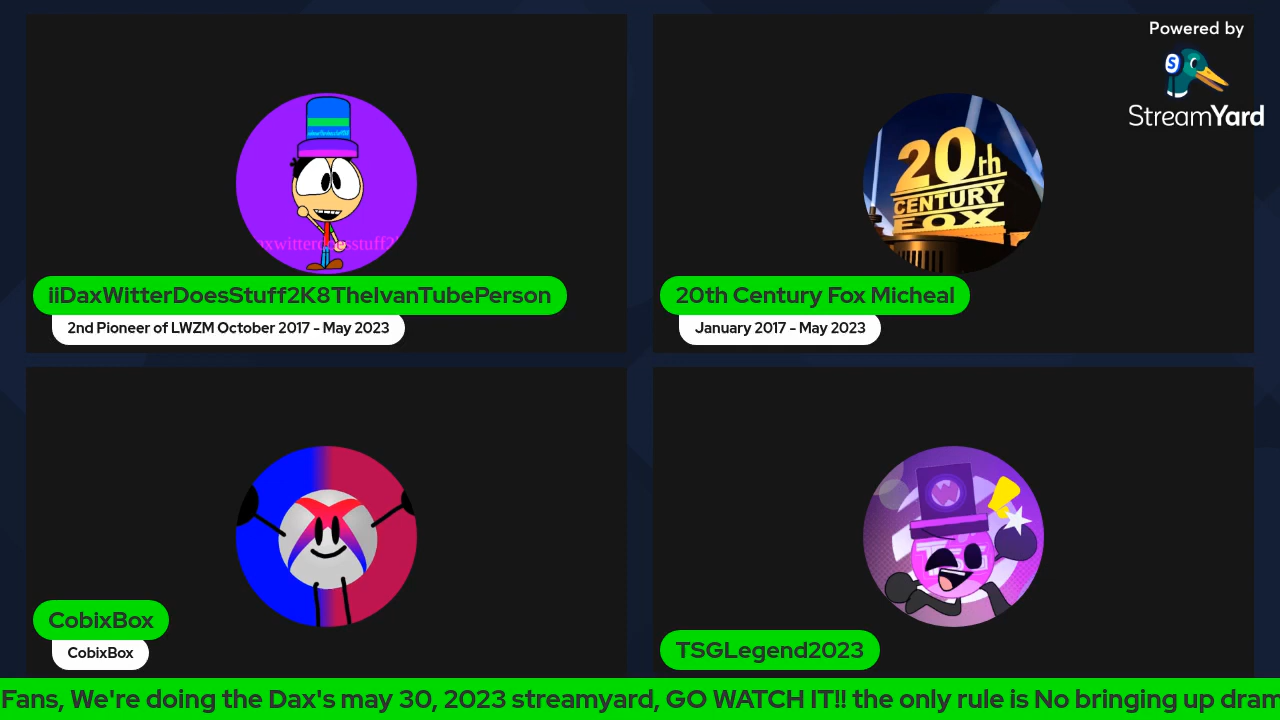 Powered by
StreamYard
20th
CENTURY
FOX
iiDaxWitterDoesStuff2K8TheIvanTubePerson
2nd Pioneer of LWZM October 2017 - May 2023
20th Century Fox Micheal
January 2017 - May 2023
CobixBox
CobixBox
TSGLegend2023
Fans, We're doing the Dax's may 30, 2023 streamyard, GO WATCH IT!! the only rule is No bringing up dram